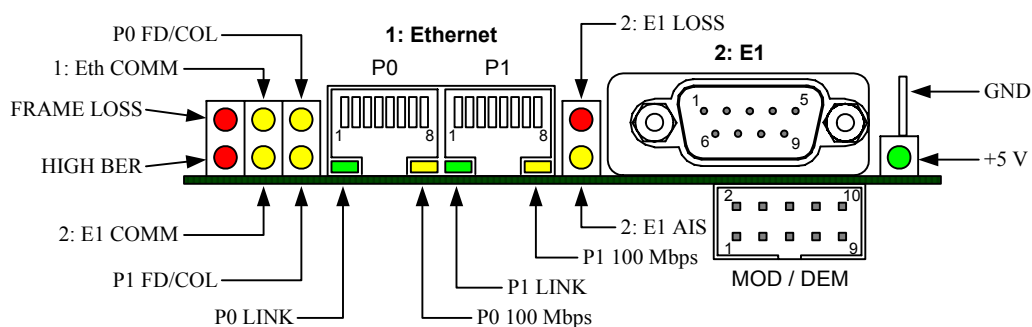 P0 FD/COL
1: Eth COMM
FRAME LOSS
HIGH BER
2: E1 COMM
P1 FD/COL
P0 LINK
1: Ethernet
P0
P1
1
8
1
8
P0 100 Mbps
P1 LINK
P1 100 Mbps
2: E1 AIS
2: E1 LOSS
2: E1
1
5
6
9
GND
+5 V
2
10
1
9
MOD / DEM